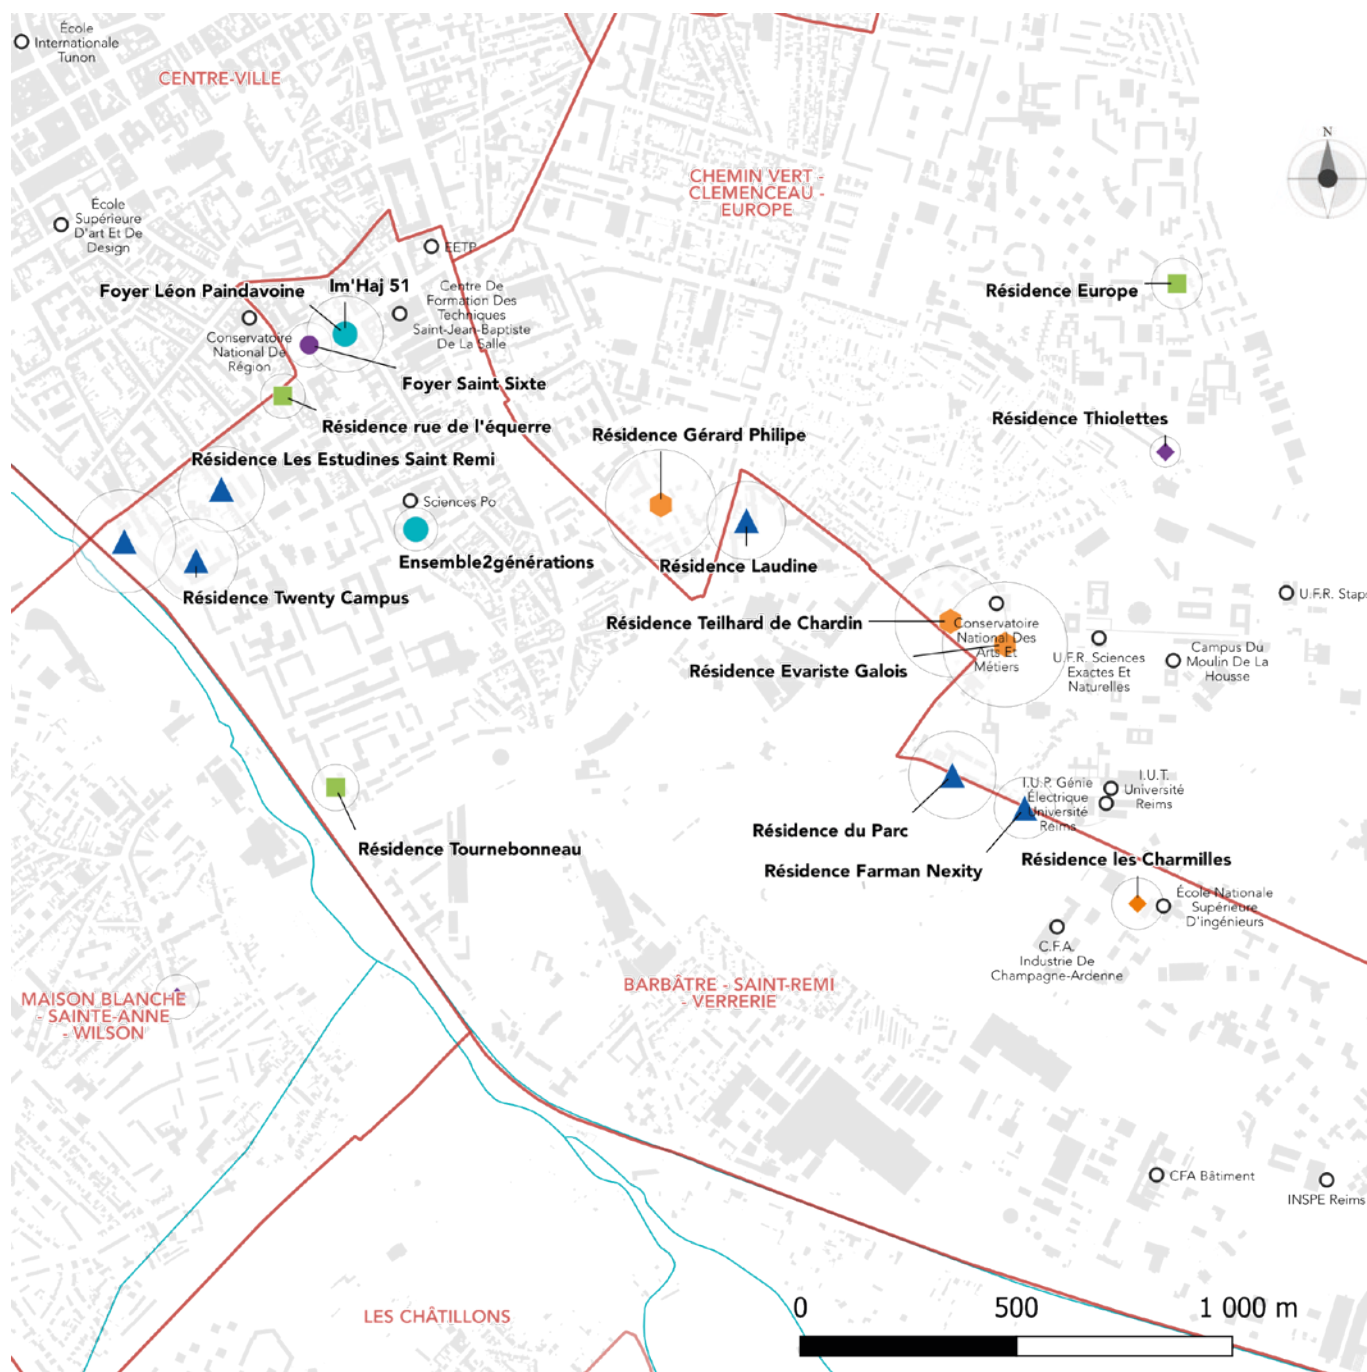 École
Internationale
Tunon
CENTRE-VILLE
N
CHEMIN VERT -
CLEMENCEAU -
EUROPE
École
Supérieure
D'art Et De
Design
EETP
Foyer Léon Paindavoine
Im'Haj 51
Centre De
Formation Des
Techniques
Saint-Jean-Baptiste
De La Salle
Résidence Europe
Conservatoire
National De
Région
Foyer Saint Sixte
Résidence rue de l'équerre
Résidence Gérard Philipe
Résidence Thiolettes
Résidence Les Estudines Saint Remi
Sciences Po
Ensemble2générations
Résidence Laudine
Résidence Twenty Campus
U.F.R. Staps
Résidence Teilhard de Chardin
Conservatoire
National Des
Arts Et
Métiers
Résidence Evariste Galois
U.F.R. Sciences
Exactes Et
Naturelles
Campus Du
Moulin De La
Housse
I.U.P. Génie
Électrique
Université
Reims
I.U.T.
Université
Reims
Résidence du Parc
Résidence Tournebonneau
Résidence Farman Nexity
Résidence les Charmilles
École Nationale
Supérieure
D'ingénieurs
C.F.A.
Industrie De
Champagne-Ardenne
MAISON BLANCHE
- SAINTE-ANNE
- WILSON
BARBÂTRE - SAINT-REMI
- VERRERIE
CFA Bâtiment
INSPE Reims
LES CHÂTILLONS
0 500 1 000 m